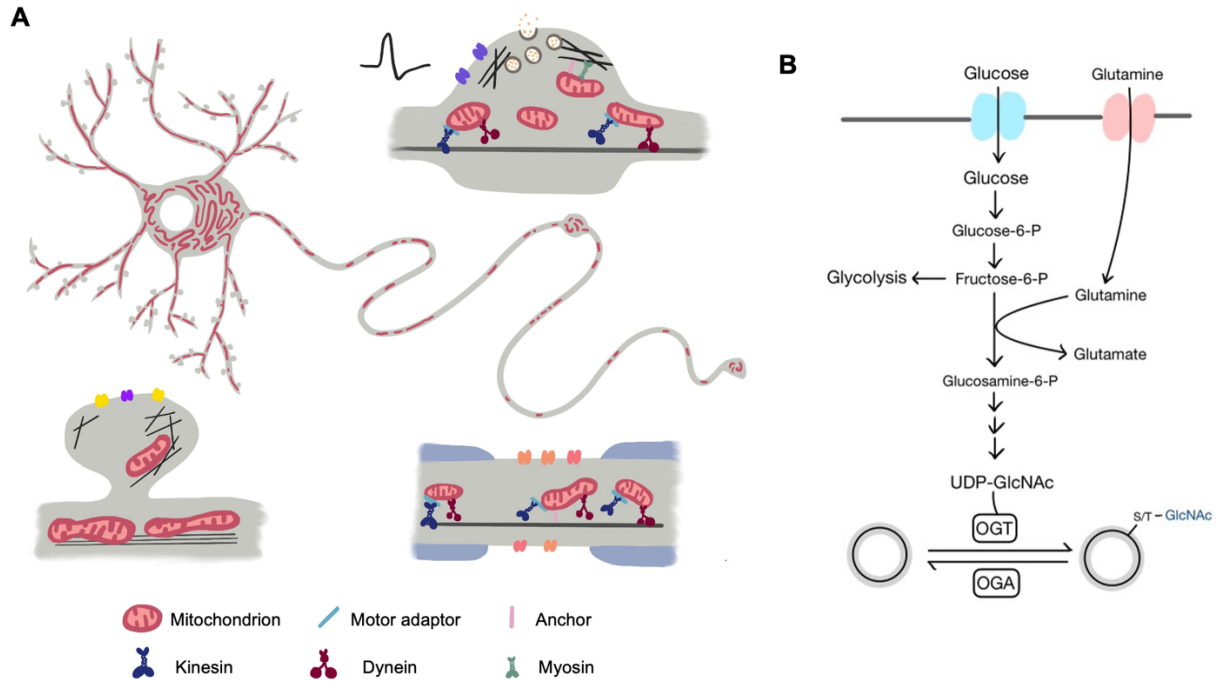 A
Mitochondrion
Motor adaptor
Anchor
Kinesin
Dynein
Myosin
B
Glucose
Glutamine
Glucose
Glucose-6-P
Glycolysis
Fructose-6-P
Glutamine
Glutamate
Glucosamine-6-P
UDP-GlcNAc
OGT
S/T
GlcNAc
OGA